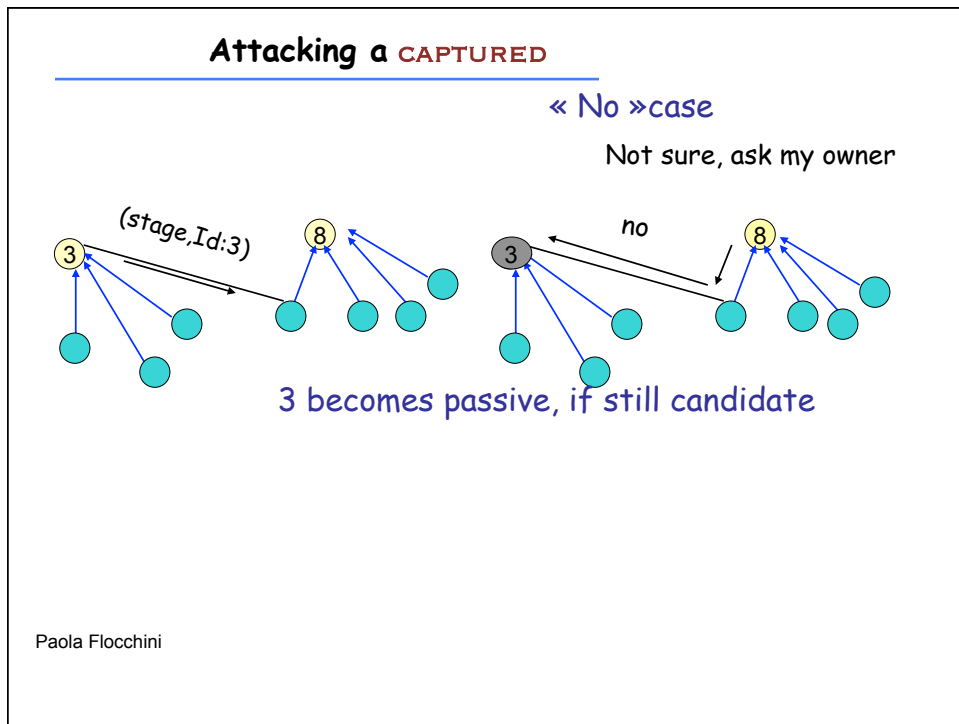 Attacking a CAPTURED
« No »case
Not sure, ask my owner
(stage,Id:3)
3
8
no
3
8
3 becomes passive, if still candidate
Paola Flocchini